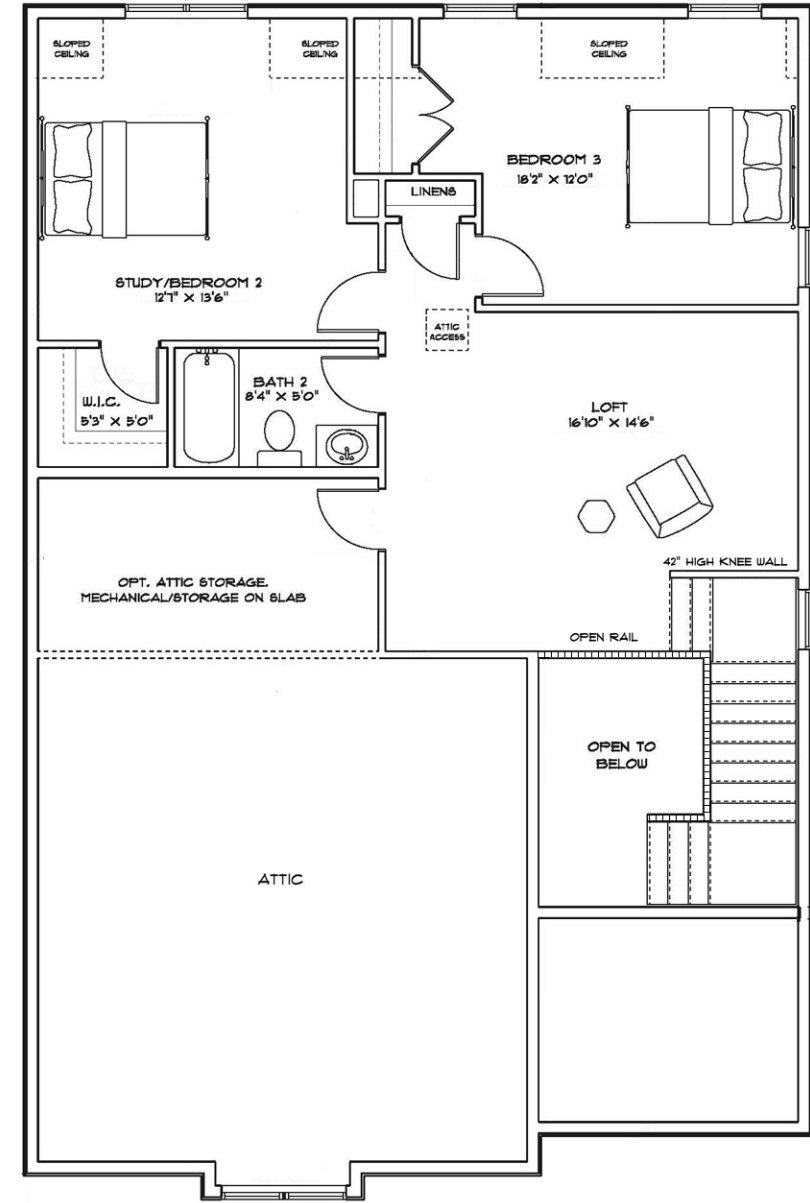 SLOPED
CEILING
SLOPED
CEILING
SLOPED
CEILING
BEDROOM 3
18'2" X 12'0"
LINENS
STUDY/BEDROOM 2
12'7" X 13'6"
ATTIC
ACCESS
W.I.C.
5'3" X 5'0"
BATH 2
8'4" X 5'0"
LOFT
16'10" X 14'6"
42" HIGH KNEE WALL
OPT. ATTIC STORAGE.
MECHANICAL/STORAGE ON SLAB
OPEN RAIL
OPEN TO
BELOW
ATTIC